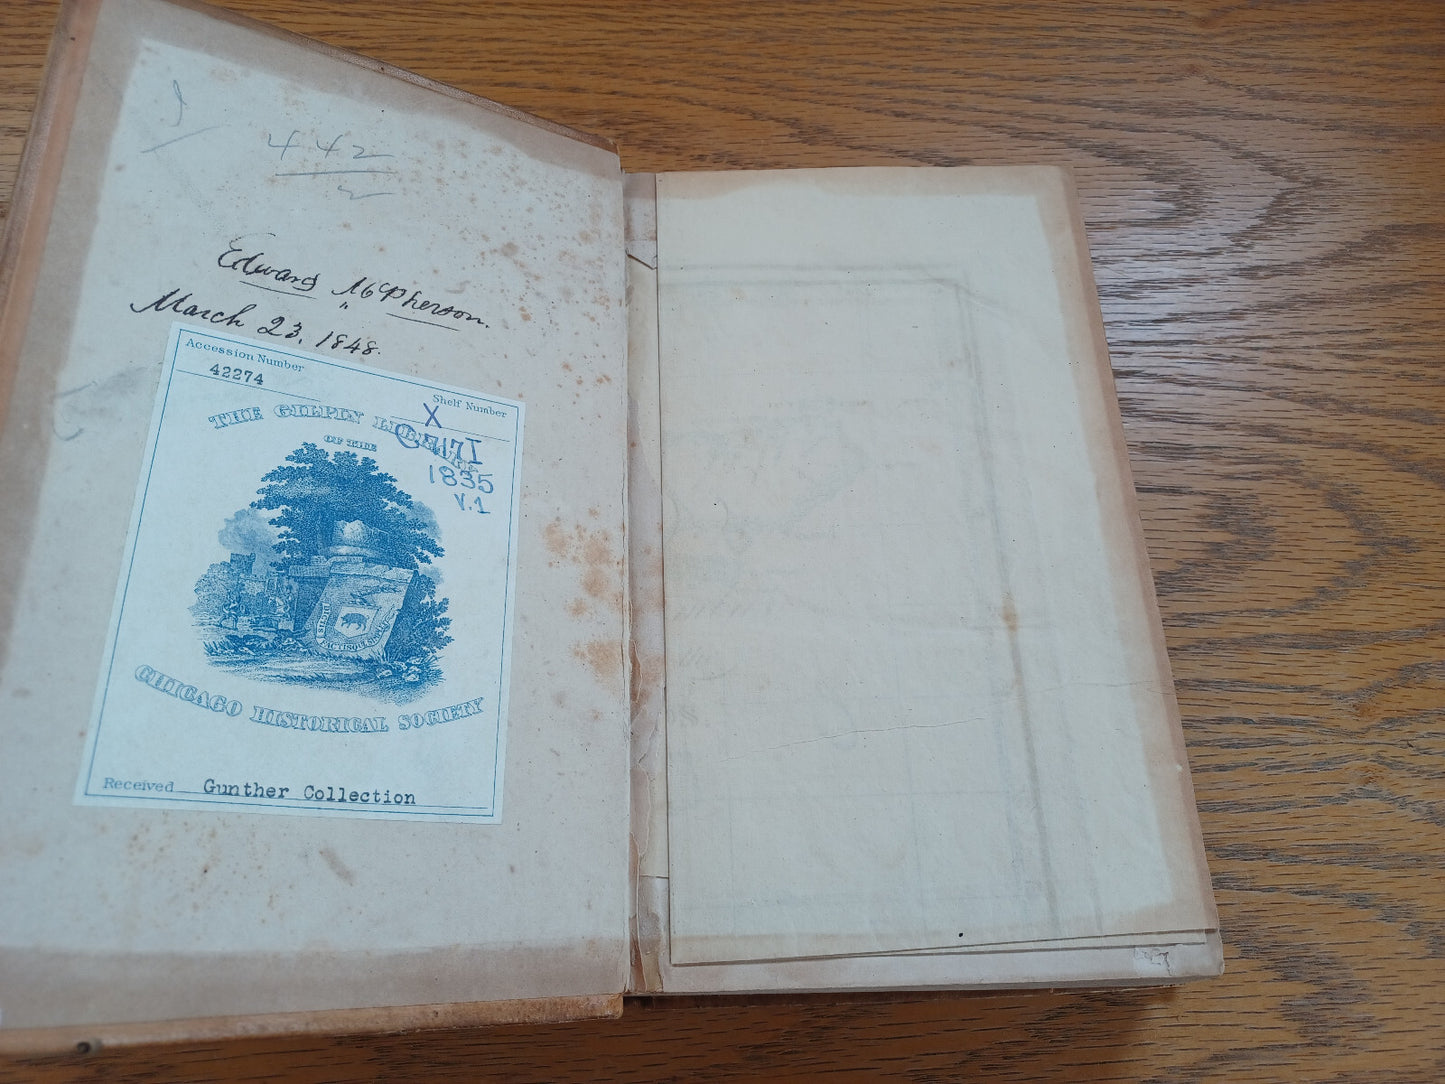 442
Edward McPherson.
March 23, 1848.
Accession Number
42274
Shelf Number
X
1835
v.1
THE GILPIN LIBRARY
OF THE
CHICAGO HISTORICAL SOCIETY
Received Gunther Collection